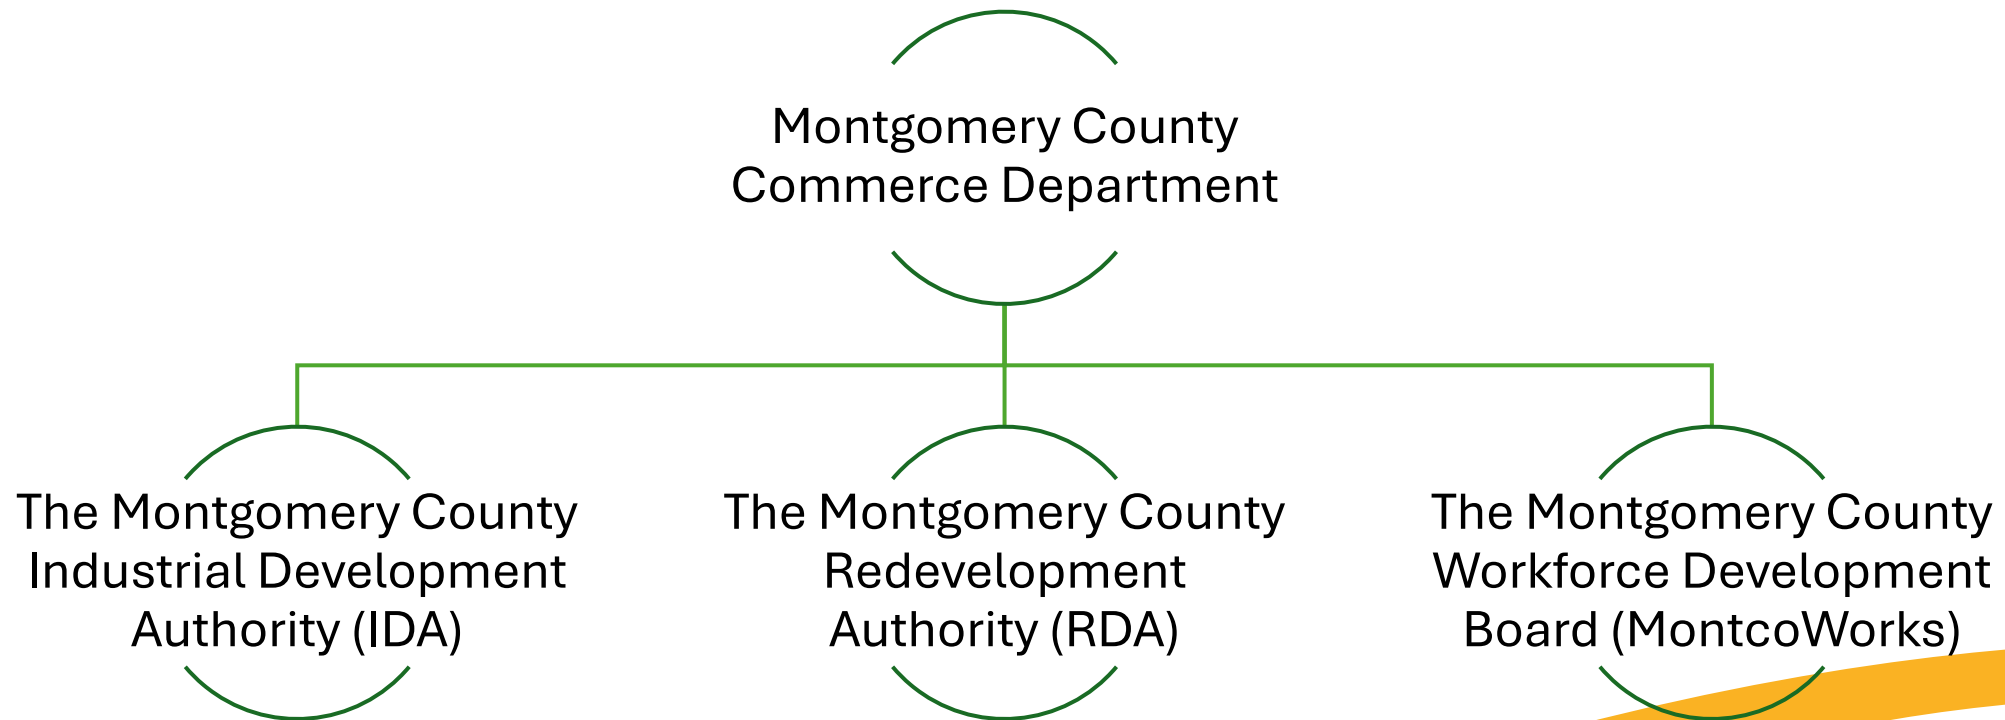 Montgomery County
Commerce Department
The Montgomery County
Industrial Development
Authority (IDA)
The Montgomery County
Redevelopment
Authority (RDA)
The Montgomery County
Workforce Development
Board (MontcoWorks)